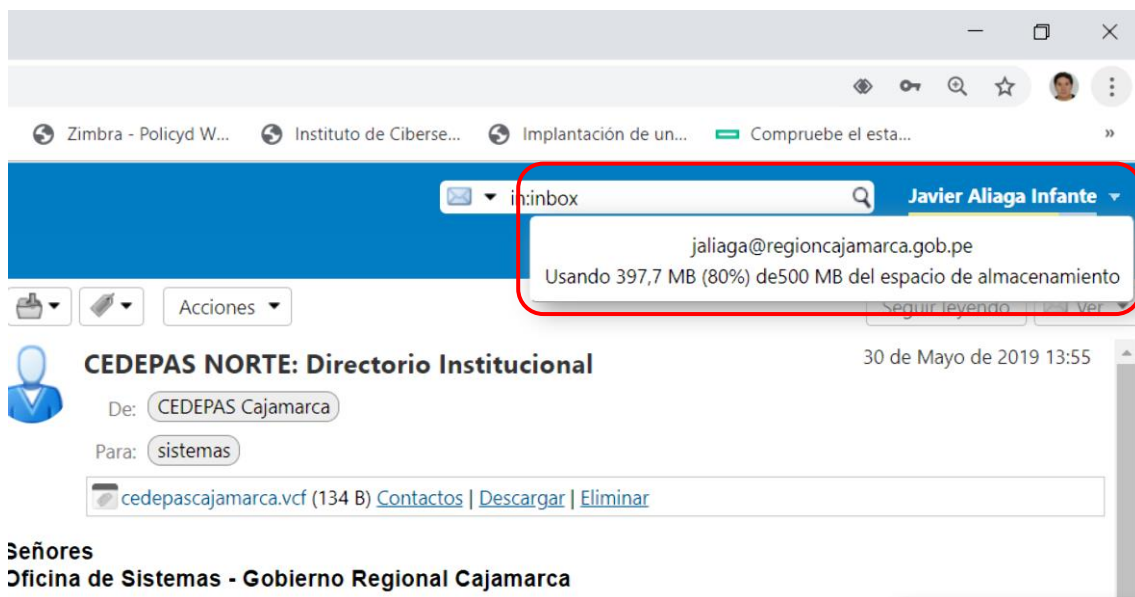 Zimbra - Policyd W... Instituto de Ciberse... Implantación de un... Compruebe el esta... »
in:inbox Javier Aliaga Infante
jaliaga@regioncajamarca.gob.pe
Usando 397,7 MB (80%) de500 MB del espacio de almacenamiento
Acciones Seguir leyendo Ver
CEDEPAS NORTE: Directorio Institucional 30 de Mayo de 2019 13:55
De: CEDEPAS Cajamarca
Para: sistemas
cedepascajamarca.vcf (134 B) Contactos | Descargar | Eliminar
Señores
Oficina de Sistemas - Gobierno Regional Cajamarca